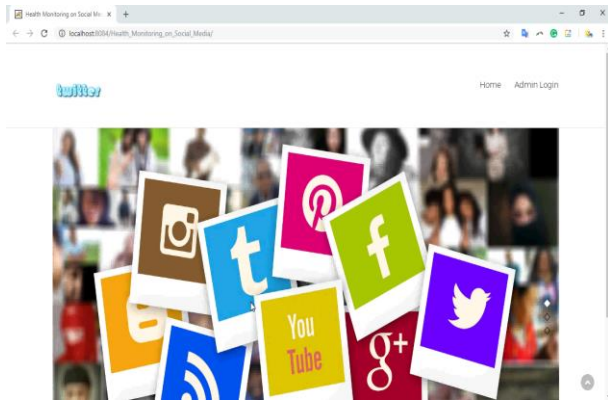 Health Monitoring on Social Me
localhost:8084/Health_Monitoring_on_Social_Media/
twitter
Home Admin Login
t
f
You
Tube
g+